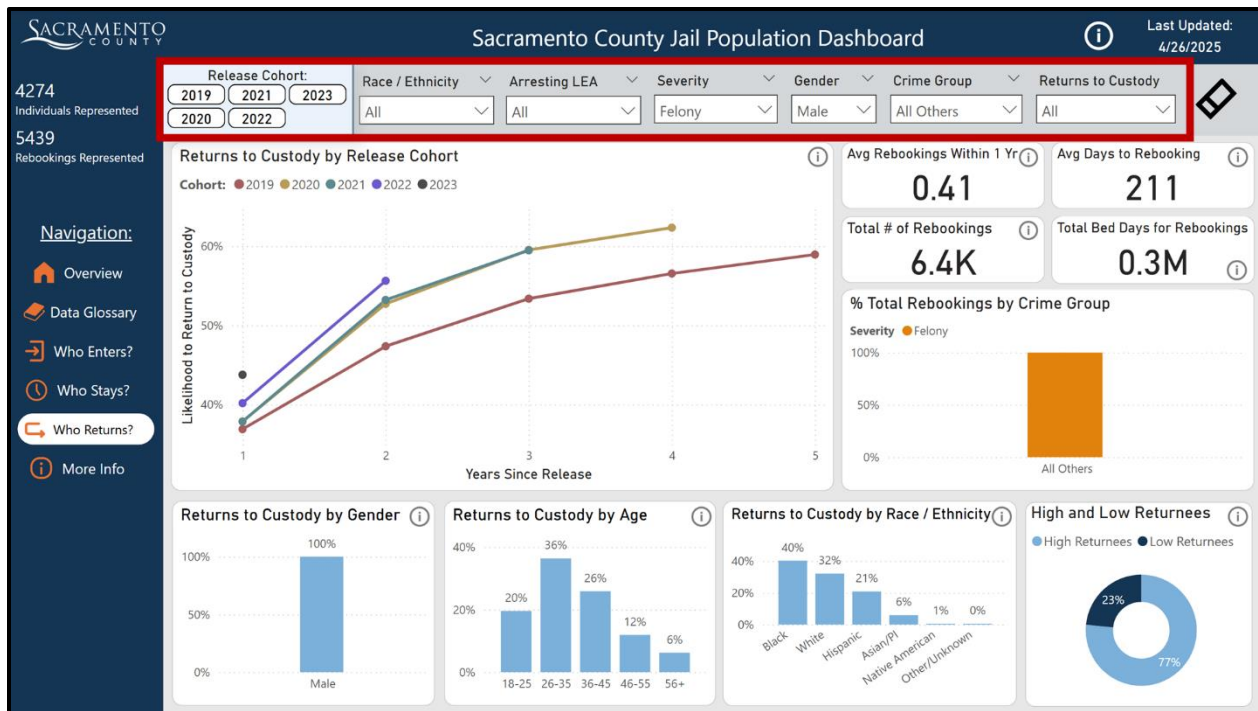 SACRAMENTO
COUNTY
Sacramento County Jail Population Dashboard
Last Updated:
4/26/2025
4274
Individuals Represented
5439
Rebookings Represented
Release Cohort:
2019 2021 2023
2020 2022
Race / Ethnicity
All
Arresting LEA
All
Severity
Felony
Gender
Male
Crime Group
All Others
Returns to Custody
All
Navigation:
Overview
Data Glossary
Who Enters?
Who Stays?
Who Returns?
More Info
Returns to Custody by Release Cohort
Cohort: 2019 2020 2021 2022 2023
Likelihood to Return to Custody
60%
50%
40%
1 2 3 4 5
Years Since Release
Avg Rebookings Within 1 Yr
0.41
Avg Days to Rebooking
211
Total # of Rebookings
6.4K
Total Bed Days for Rebookings
0.3M
% Total Rebookings by Crime Group
Severity Felony
100%
50%
0%
All Others
Returns to Custody by Gender
100%
100%
50%
0%
Male
Returns to Custody by Age
40%
20%
0%
20% 36% 26% 12% 6%
18-25 26-35 36-45 46-55 56+
Returns to Custody by Race / Ethnicity
40%
20%
0%
40% 32% 21% 6% 1% 0%
Black White Hispanic Asian/PI Native American Other/Unknown
High and Low Returnees
High Returnees Low Returnees
23%
77%